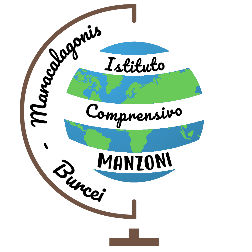 Istituto
Comprensivo
MANZONI
Maracalagonis
-
Burcei